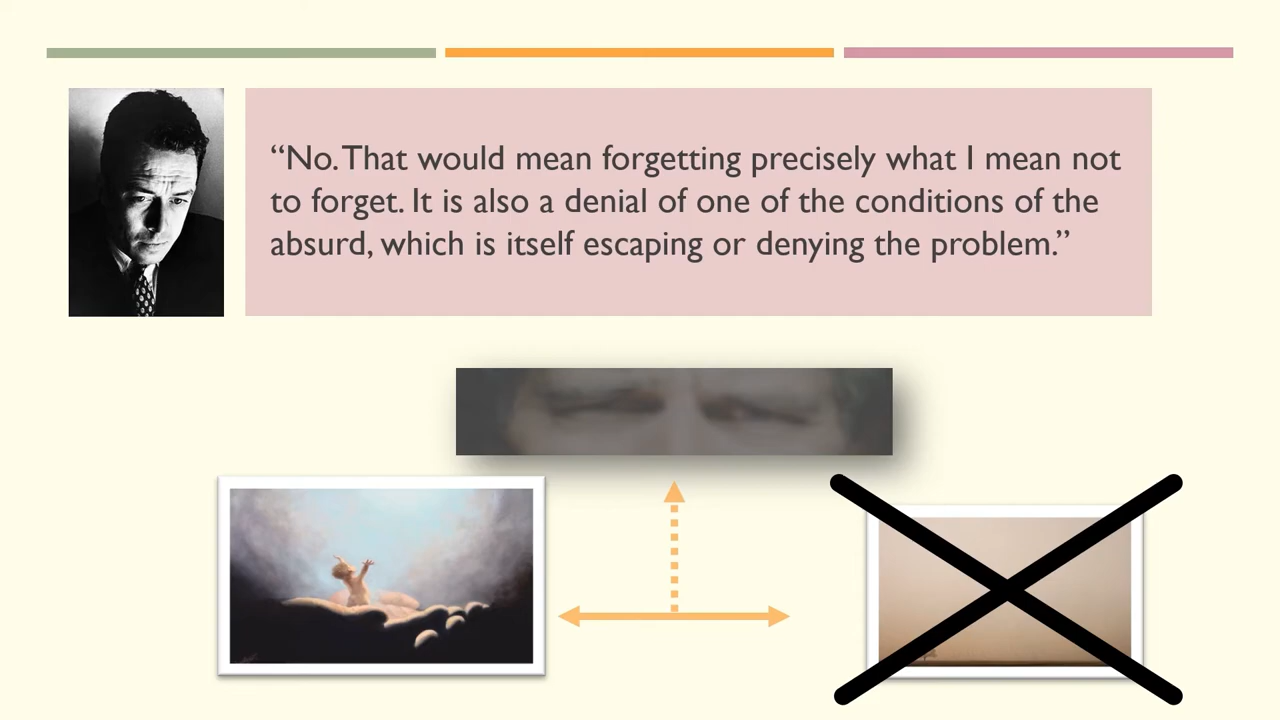 “No. That would mean forgetting precisely what I mean not
to forget. It is also a denial of one of the conditions of the
absurd, which is itself escaping or denying the problem.”